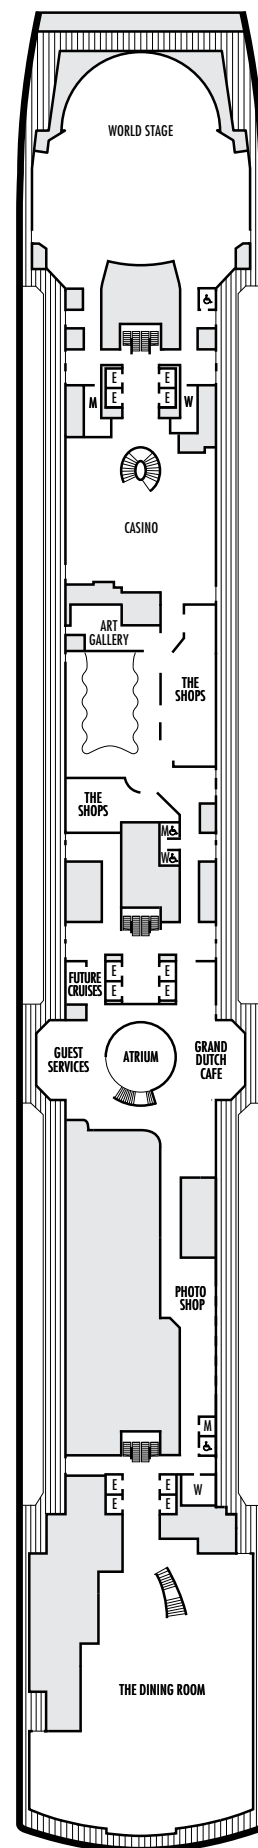 WORLD STAGE
E
E
E
E
M
W
CASINO
ART
GALLERY
THE
SHOPS
THE
SHOPS
M
W
FUTURE
CRUISES
E
E
E
E
GUEST
SERVICES
ATRIUM
GRAND
DUTCH
CAFE
PHOTO
SHOP
M
E
E
E
E
W
THE DINING ROOM